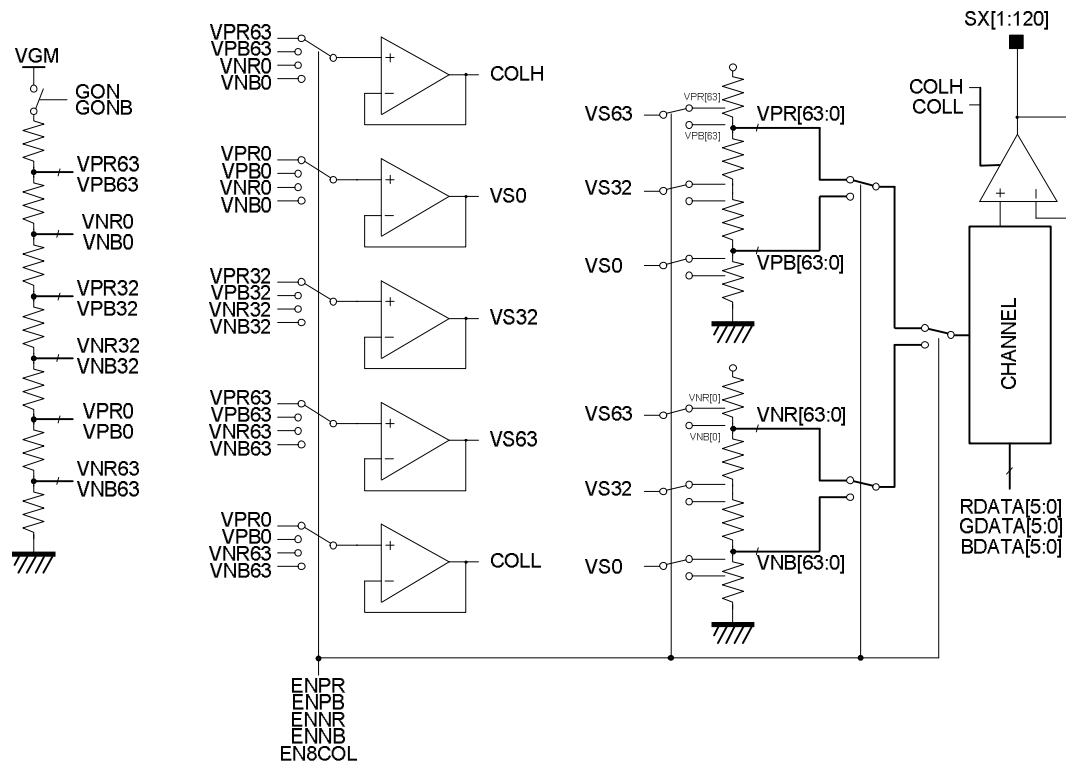 VGM
GON
GONB
VPR63
VPB63
VNR0
VNB0
VPR32
VPB32
VNR32
VNB32
VPR0
VPB0
VNR63
VNB63
VPR63
VPB63
VNR0
VNB0
+
−
COLH
VPR0
VPB0
VNR0
VNB0
+
−
VS0
VPR32
VPB32
VNR32
VNB32
+
−
VS32
VPR63
VPB63
VNR63
VNB63
+
−
VS63
VPR0
VPB0
VNR63
VNB63
+
−
COLL
ENPR
ENPB
ENNR
ENNB
EN8COL
VS63
VPR[63]
VPB[63]
VPR[63:0]
VS32
VS0
VPB[63:0]
VS63
VNR[0]
VNB[0]
VNR[63:0]
VS32
VS0
VNB[63:0]
SX[1:120]
COLH
COLL
+
−
CHANNEL
RDATA[5:0]
GDATA[5:0]
BDATA[5:0]